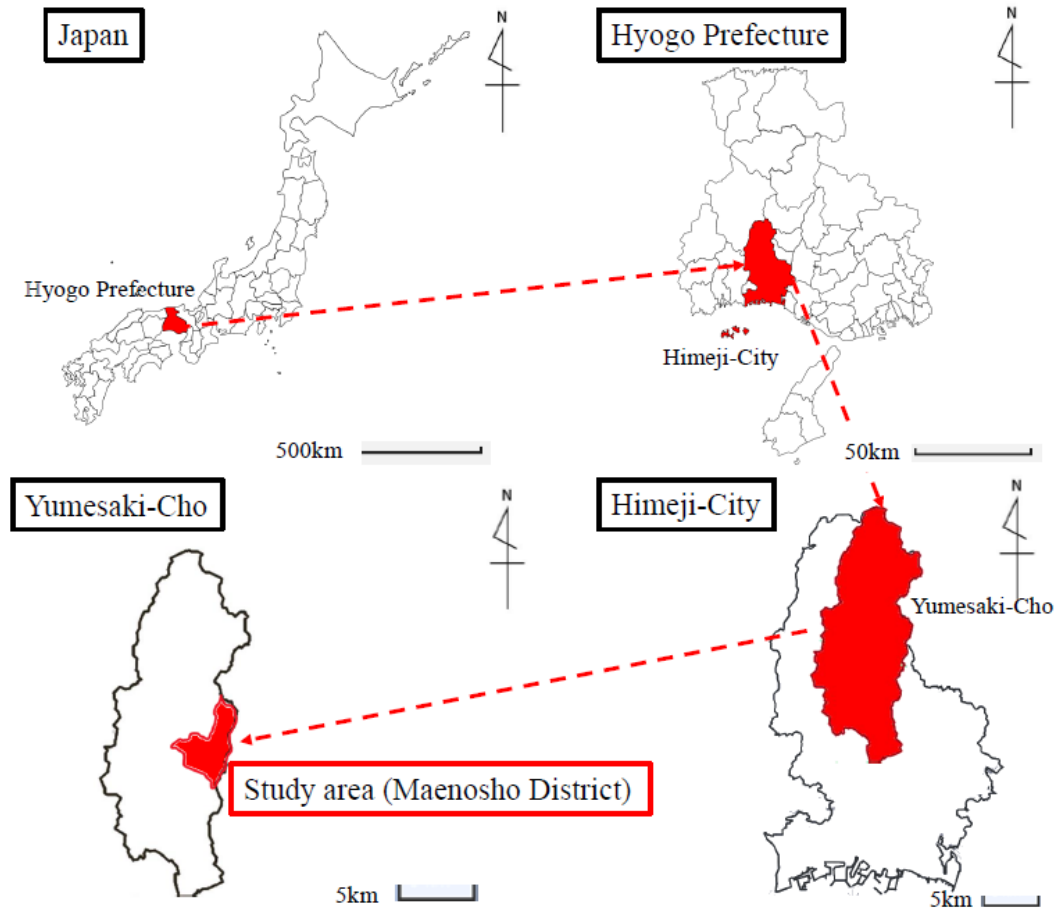 Japan
N
Hyogo Prefecture
500km
Hyogo Prefecture
N
Himeji-City
50km
Yumesaki-Cho
N
Study area (Maenosho District)
5km
Himeji-City
N
Yumesaki-Cho
5km